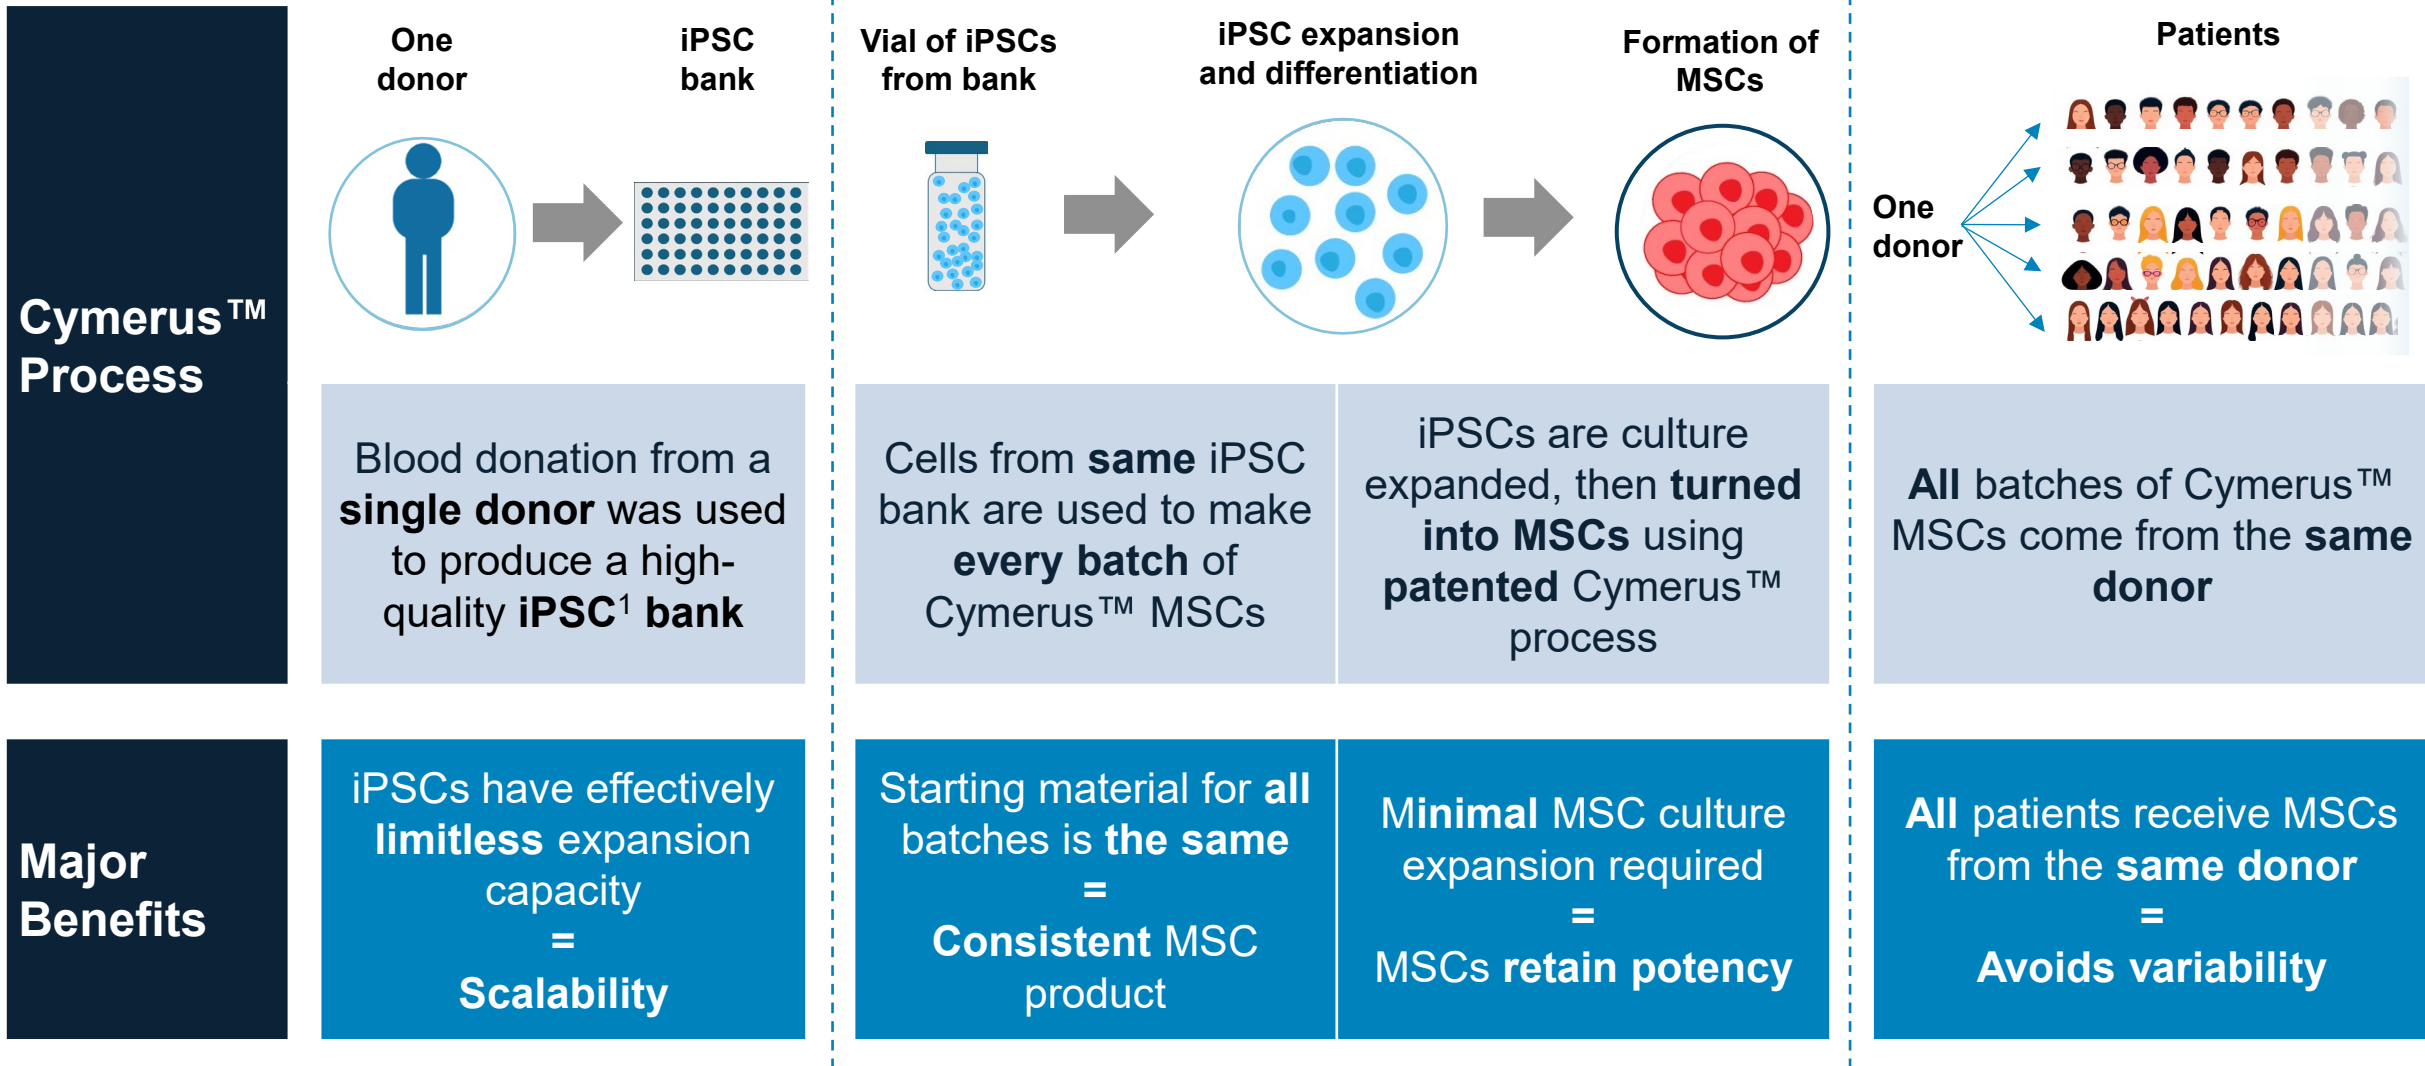 One
donor
iPSC
bank
Vial of iPSCs
from bank
iPSC expansion
and differentiation
Formation of
MSCs
Patients
One
donor
Cymerus™
Process
Blood donation from a
single donor was used
to produce a high-
quality iPSC¹ bank
Cells from same iPSC
bank are used to make
every batch of
Cymerus™ MSCs
iPSCs are culture
expanded, then turned
into MSCs using
patented Cymerus™
process
All batches of Cymerus™
MSCs come from the same
donor
Major
Benefits
iPSCs have effectively
limitless expansion
capacity
=
Scalability
Starting material for all
batches is the same
=
Consistent MSC
product
Minimal MSC culture
expansion required
=
MSCs retain potency
All patients receive MSCs
from the same donor
=
Avoids variability